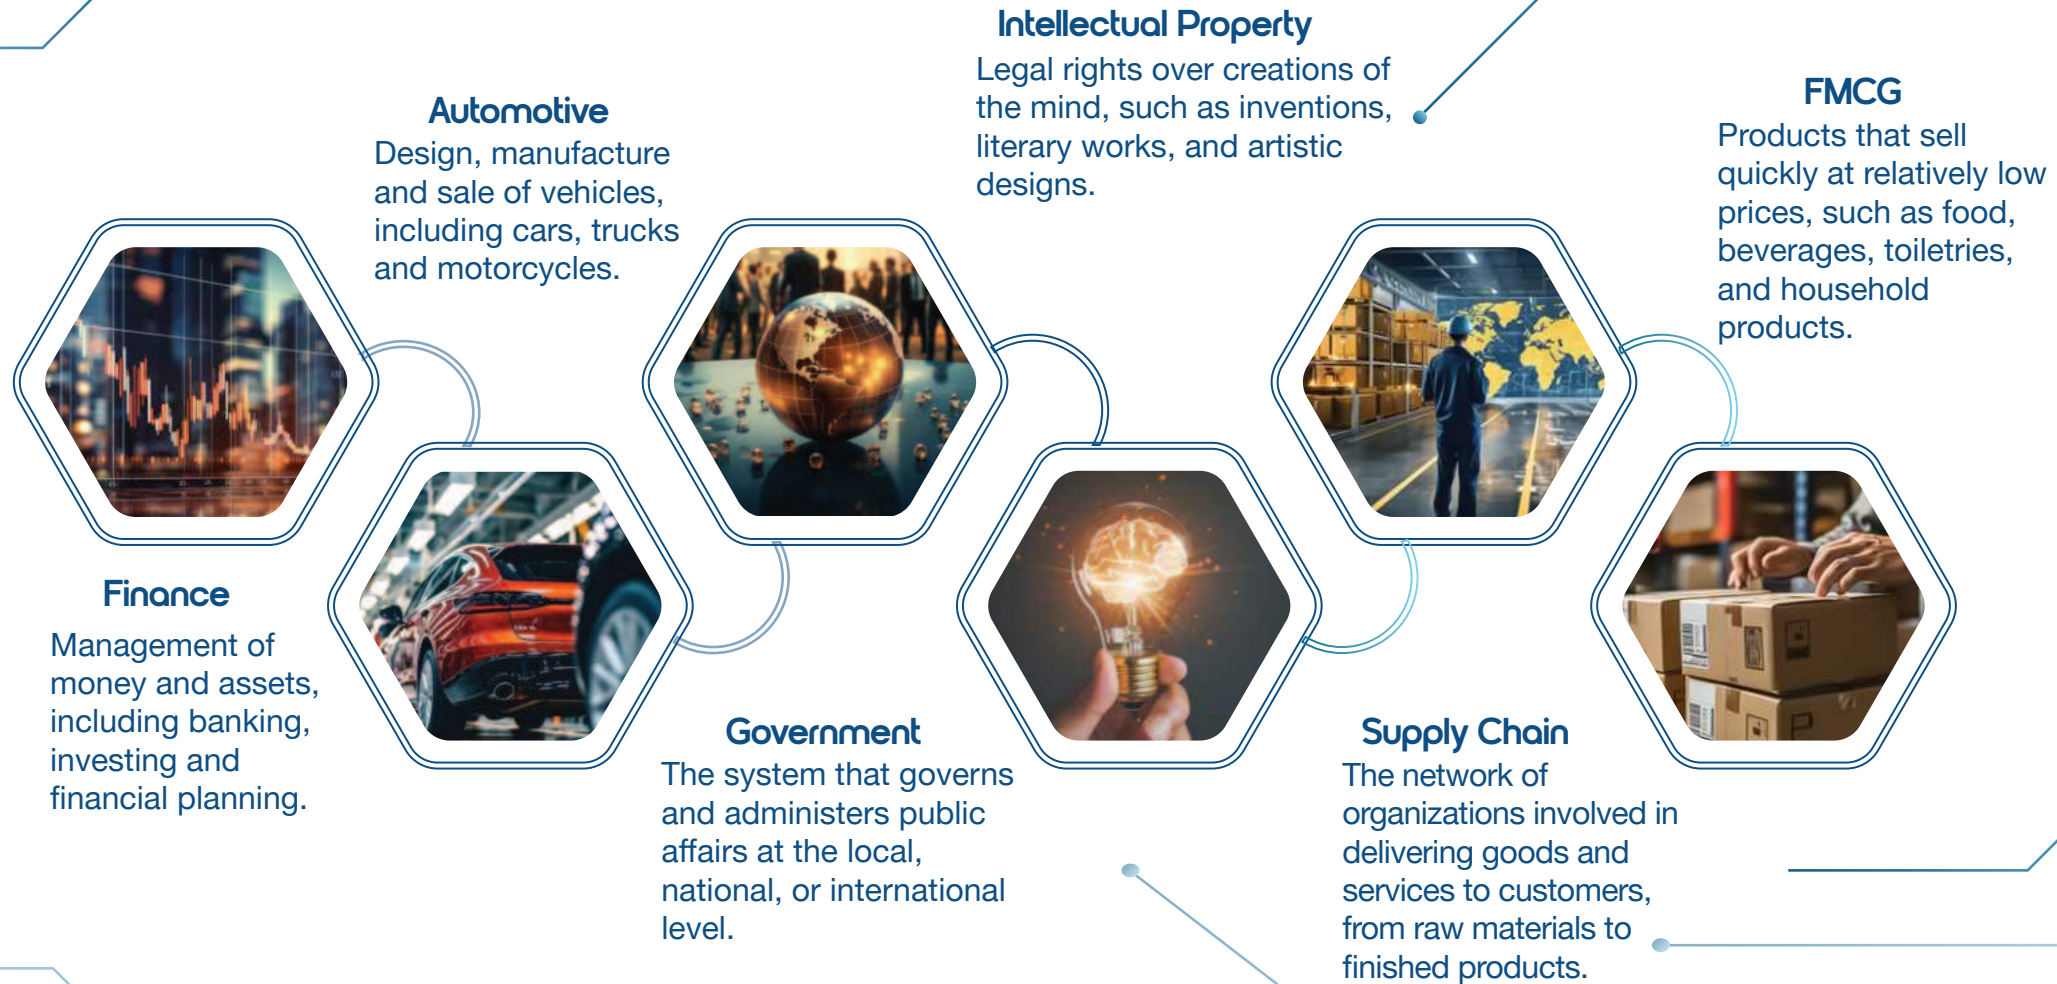 Finance
Management of
money and assets,
including banking,
investing and
financial planning.
Automotive
Design, manufacture
and sale of vehicles,
including cars, trucks
and motorcycles.
Government
The system that governs
and administers public
affairs at the local,
national, or international
level.
Intellectual Property
Legal rights over creations of
the mind, such as inventions,
literary works, and artistic
designs.
Supply Chain
The network of
organizations involved in
delivering goods and
services to customers,
from raw materials to
finished products.
FMCG
Products that sell
quickly at relatively low
prices, such as food,
beverages, toiletries,
and household
products.